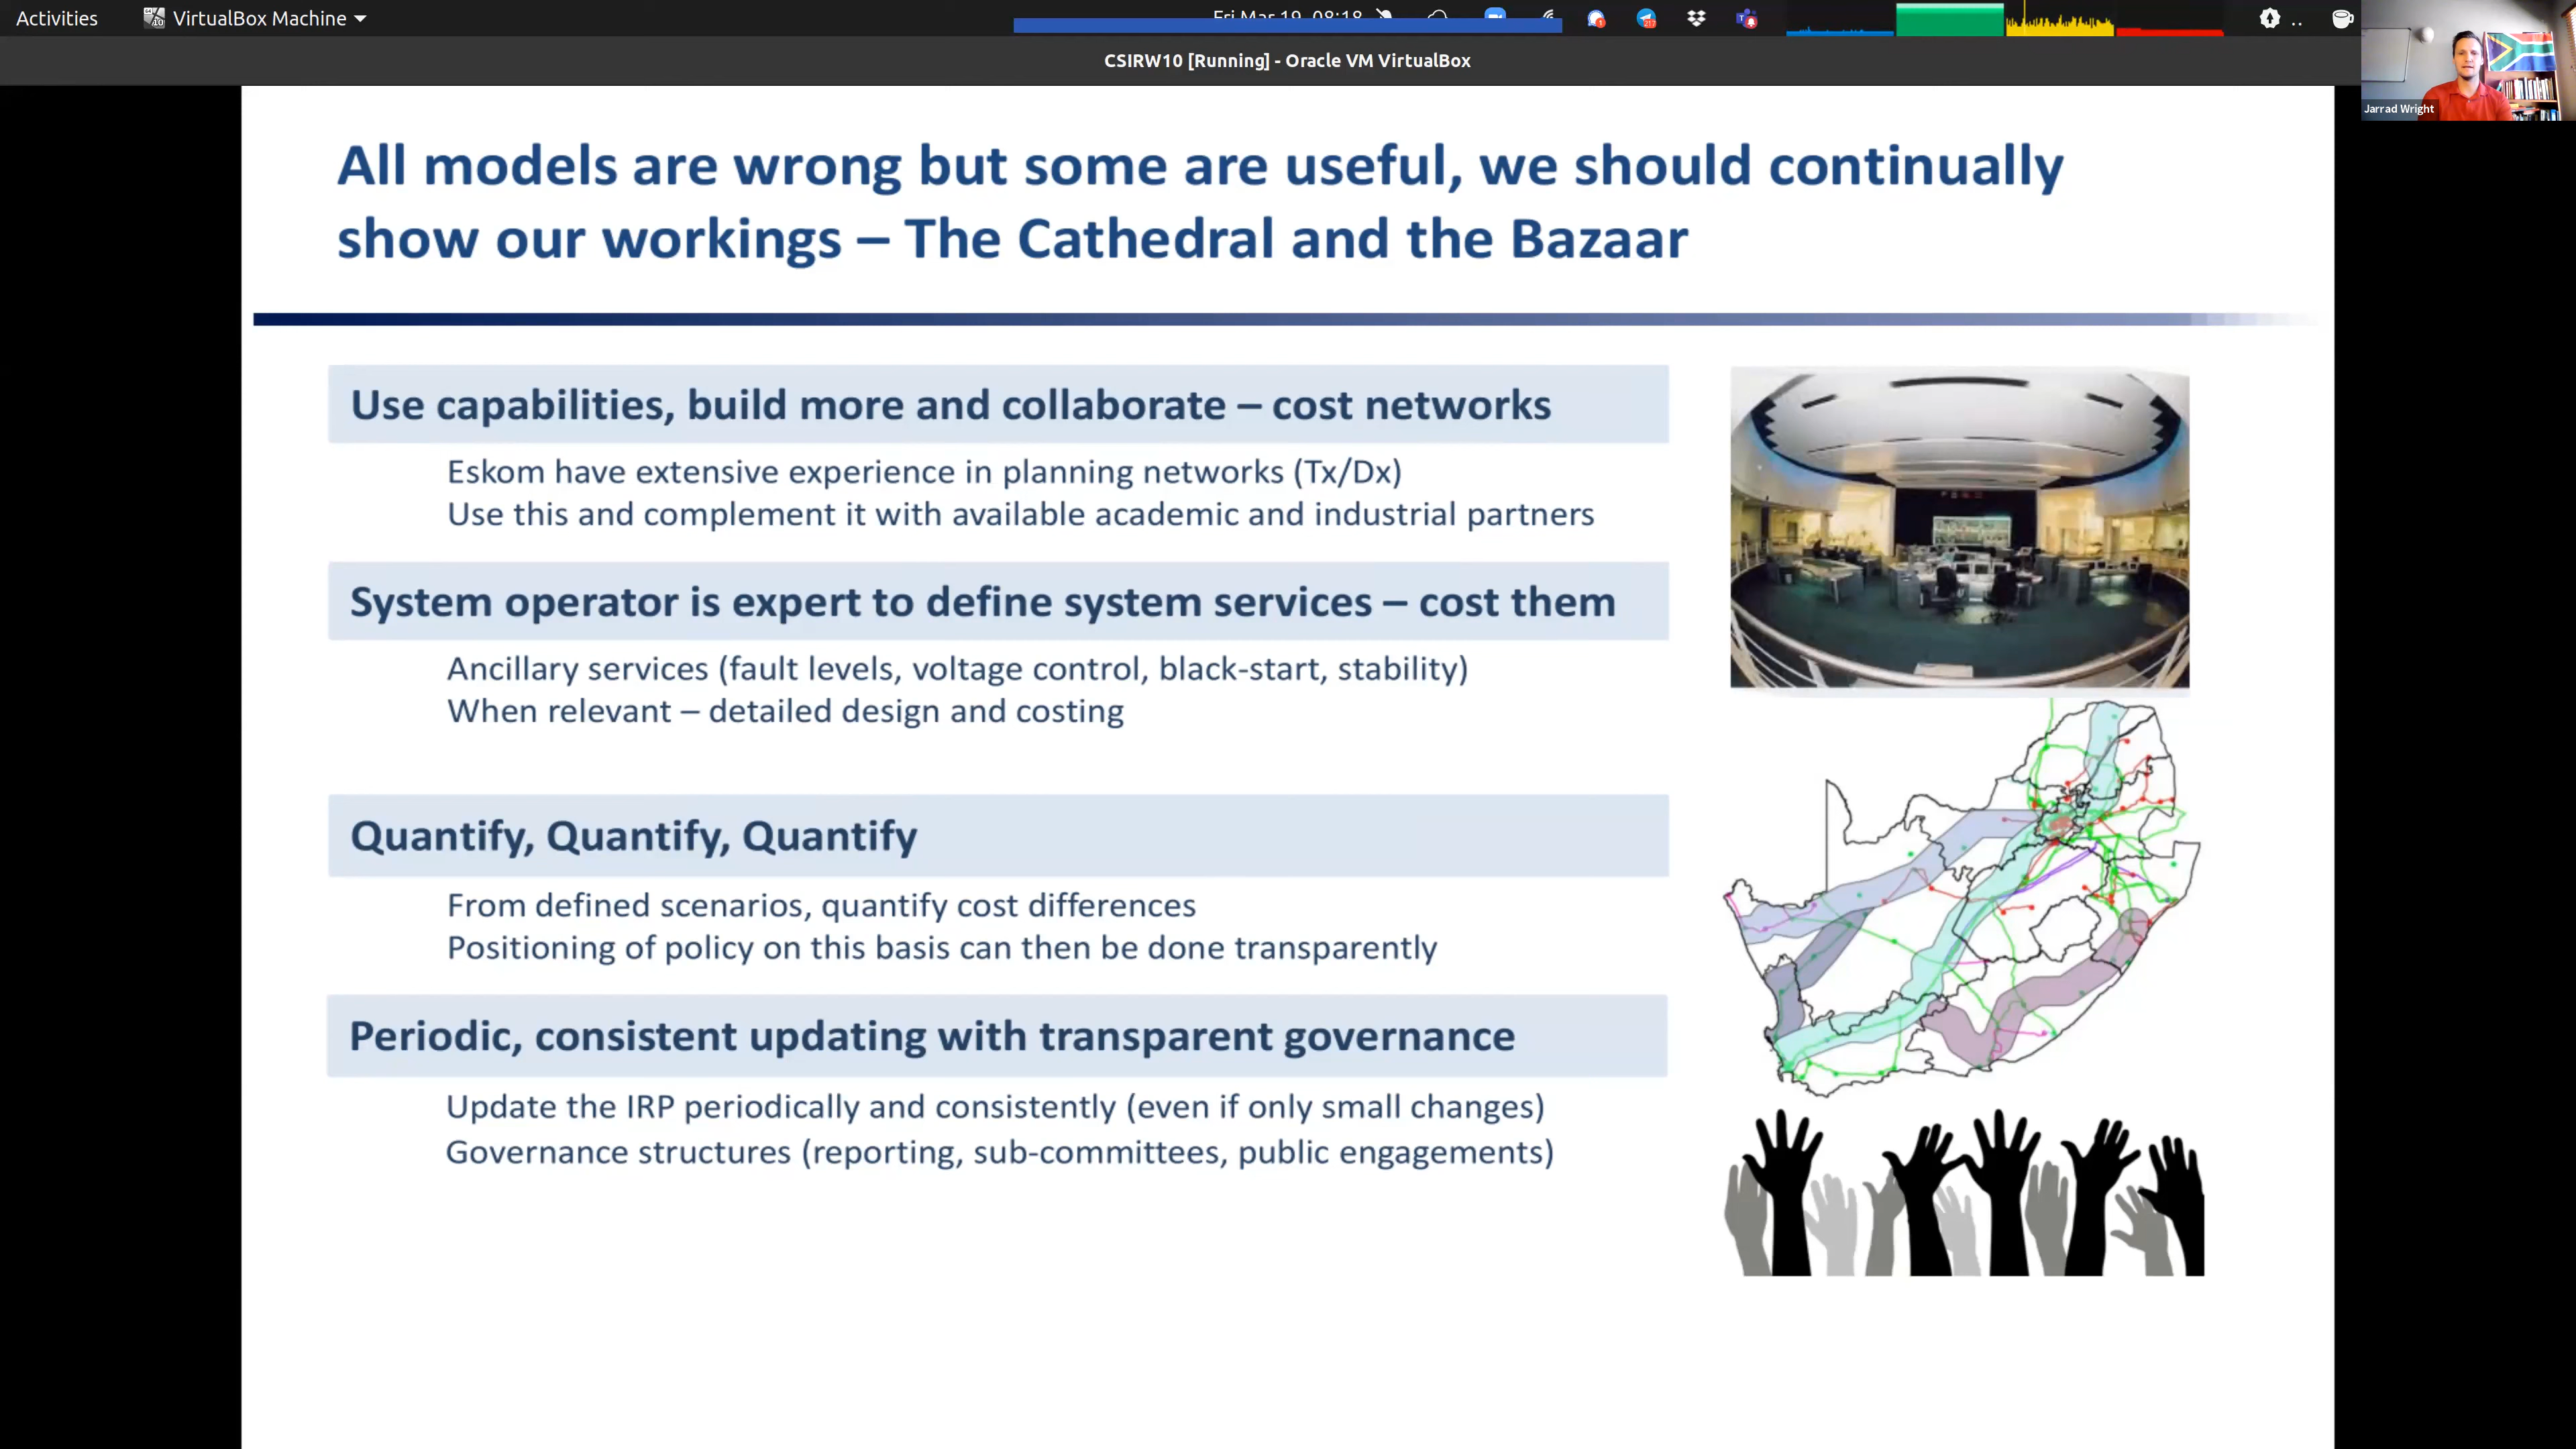 Activities
VirtualBox Machine
Fri Mar 19 08:18
CSIRW10 [Running] - Oracle VM VirtualBox
Jarrad Wright
All models are wrong but some are useful, we should continually
show our workings – The Cathedral and the Bazaar
Use capabilities, build more and collaborate – cost networks
Eskom have extensive experience in planning networks (Tx/Dx)
Use this and complement it with available academic and industrial partners
System operator is expert to define system services – cost them
Ancillary services (fault levels, voltage control, black-start, stability)
When relevant – detailed design and costing
Quantify, Quantify, Quantify
From defined scenarios, quantify cost differences
Positioning of policy on this basis can then be done transparently
Periodic, consistent updating with transparent governance
Update the IRP periodically and consistently (even if only small changes)
Governance structures (reporting, sub-committees, public engagements)